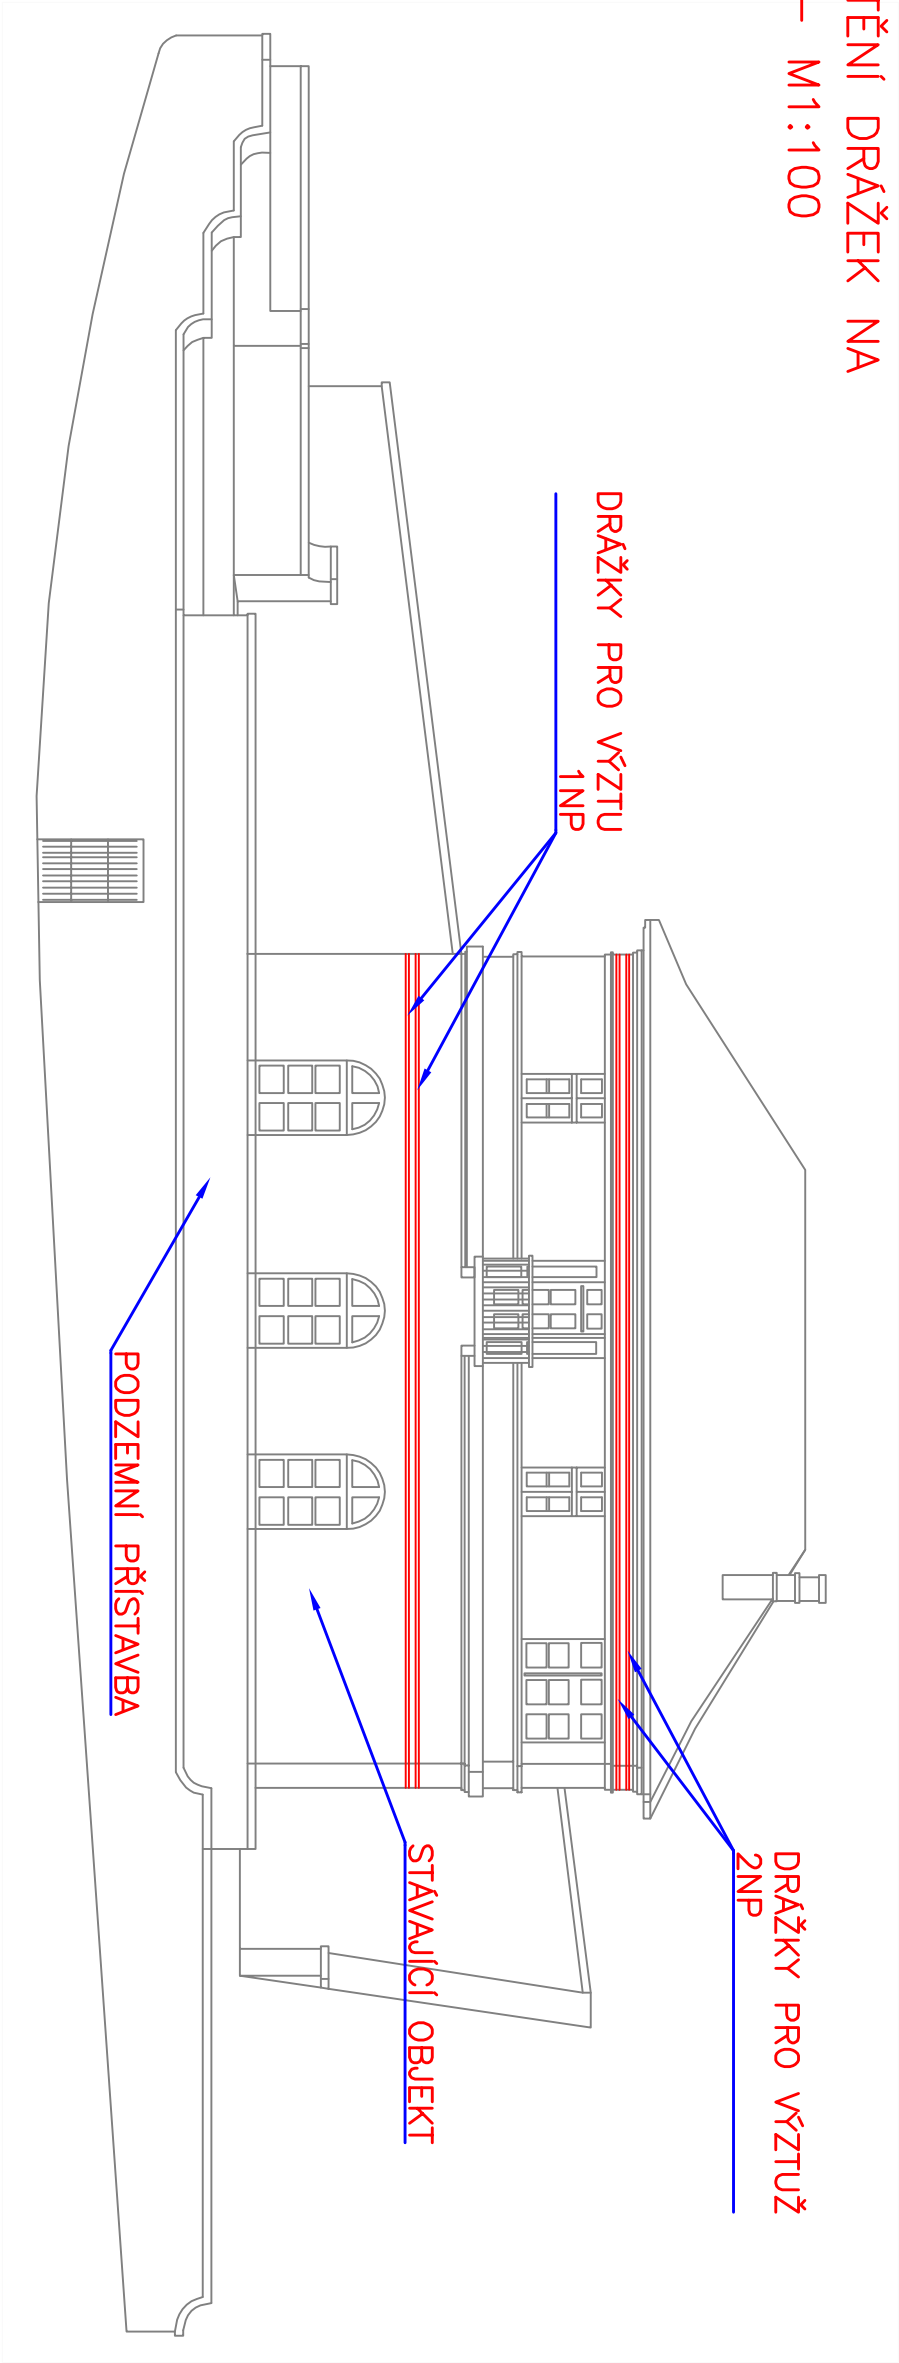 TĚNÍ DRÁŽEK NA
– M1:100
DRÁŽKY PRO VÝZTU
1NP
DRÁŽKY PRO VÝZTUŽ
2NP
STÁVAJÍCÍ OBJEKT
PODZEMNÍ PŘÍSTAVBA